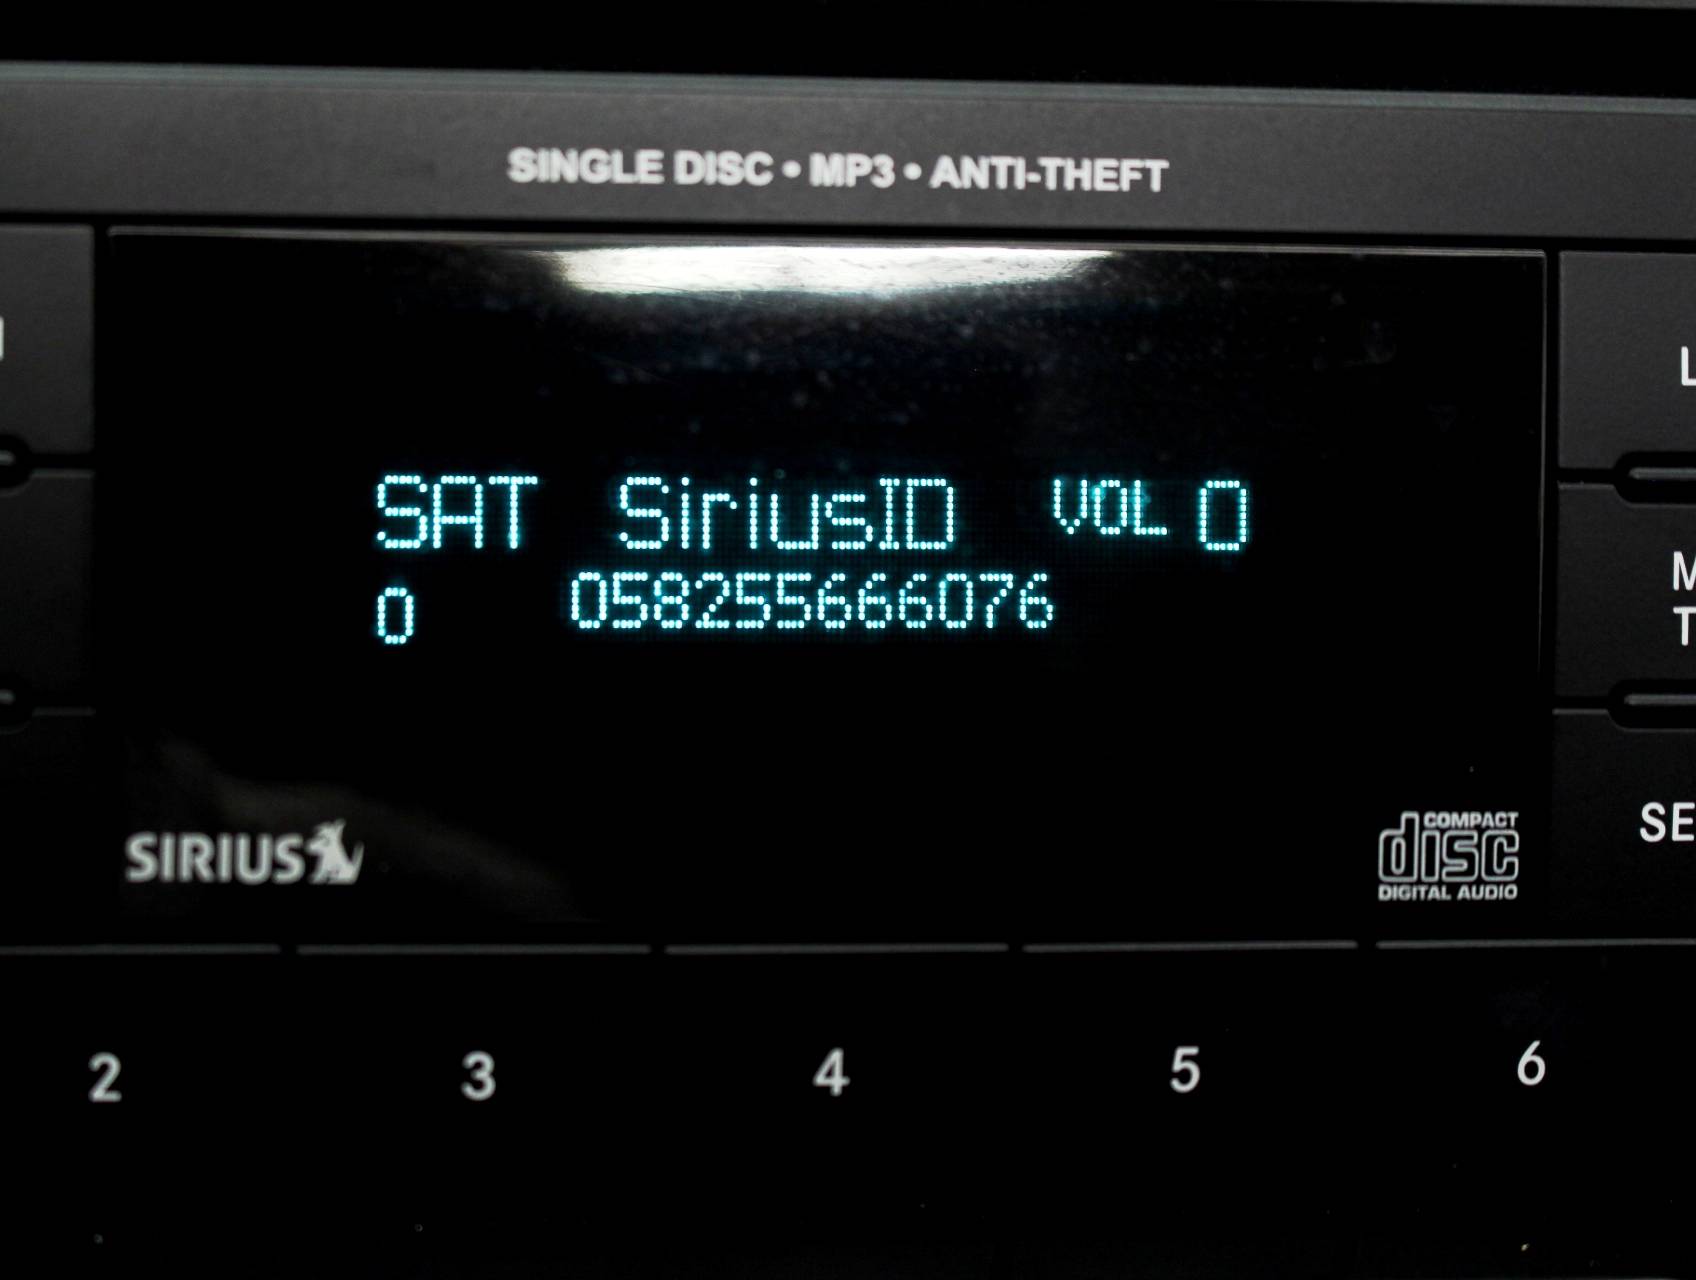 SINGLE DISC • MP3 • ANTI-THEFT
SAT SiriusID VOL 0
0 058255666076
SIRIUS
COMPACT
disc
DIGITAL AUDIO
2 3 4 5 6